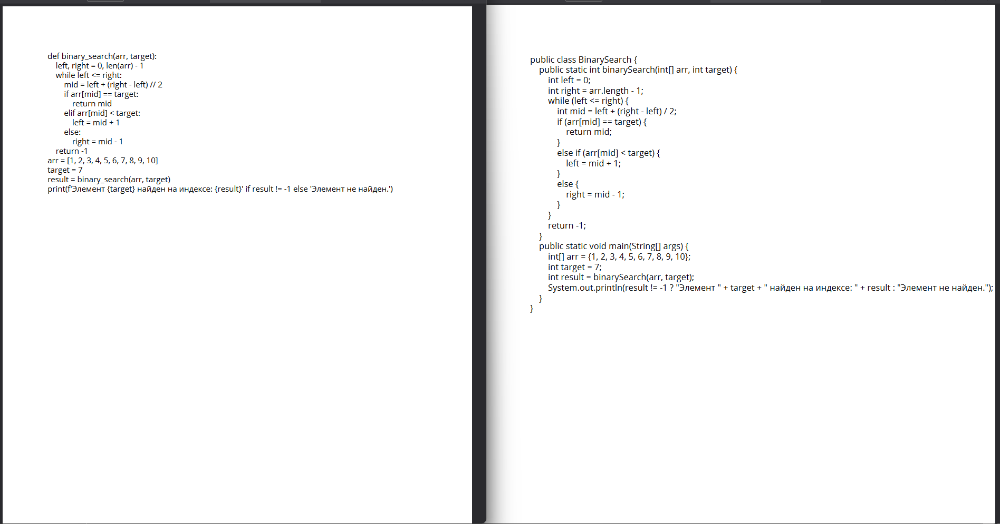 def binary_search(arr, target):
    left, right = 0, len(arr) - 1
    while left <= right:
        mid = left + (right - left) // 2
        if arr[mid] == target:
            return mid
        elif arr[mid] < target:
            left = mid + 1
        else:
            right = mid - 1
    return -1
arr = [1, 2, 3, 4, 5, 6, 7, 8, 9, 10]
target = 7
result = binary_search(arr, target)
print(f'Элемент {target} найден на индексе: {result}' if result != -1 else 'Элемент не найден.')
public class BinarySearch {
    public static int binarySearch(int[] arr, int target) {
        int left = 0;
        int right = arr.length - 1;
        while (left <= right) {
            int mid = left + (right - left) / 2;
            if (arr[mid] == target) {
                return mid;
            }
            else if (arr[mid] < target) {
                left = mid + 1;
            }
            else {
                right = mid - 1;
            }
        }
        return -1;
    }
    public static void main(String[] args) {
        int[] arr = {1, 2, 3, 4, 5, 6, 7, 8, 9, 10};
        int target = 7;
        int result = binarySearch(arr, target);
        System.out.println(result != -1 ? "Элемент " + target + " найден на индексе: " + result : "Элемент не найден.");
    }
}